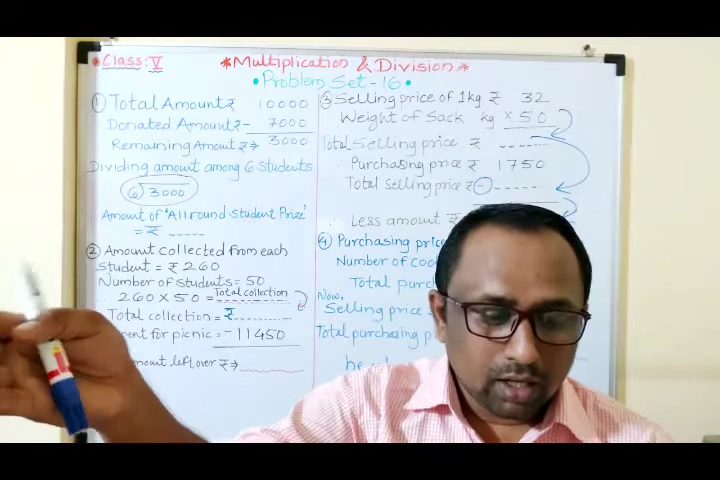 Class: V
*Multiplication & Division*
• Problem Set - 16 •
① Total Amount ₹ 10000
Donated Amount ₹ - 7000
Remaining Amount ₹ → 3000
Dividing amount among 6 Students
6) 3000
Amount of 'All round Student Prize'
= ₹ -----
② Amount collected from each
Student = ₹ 260
Number of students = 50
260 × 50 = Total collection
Total collection = ₹ ........
ent for picnic = - 11450
mount left over ₹ →
③ Selling price of 1kg ₹ 32
Weight of Sack kg × 50
Total Selling price ₹ ------
Purchasing price ₹ 1750
Total Selling price ₹ - ------
∴ Less amount ₹
④ Purchasing price
Number of coo
Total purc
Now,
Selling price =
Total purchasing p